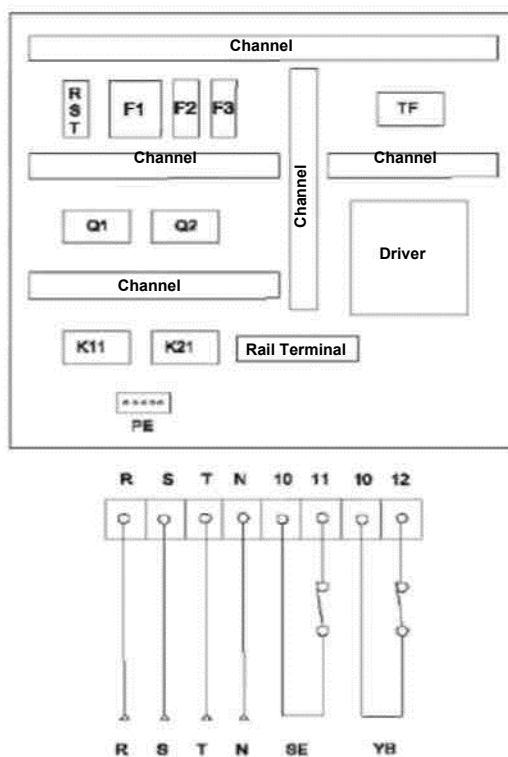 Channel
R
S
T
F1 F2 F3 TF
Channel Channel
Channel
Q1 Q2
Driver
Channel
K11 K21 Rail Terminal
PE
R S T N 10 11 10 12
R S T N SE YB